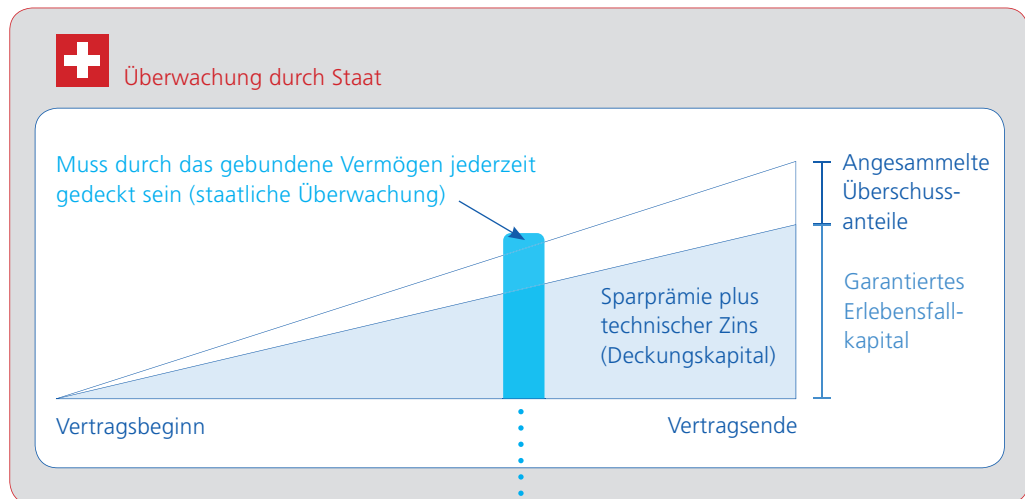 Überwachung durch Staat
Muss durch das gebundene Vermögen jederzeit
gedeckt sein (staatliche Überwachung)
Angesammelte
Überschuss-
anteile
Sparprämie plus
technischer Zins
(Deckungskapital)
Garantiertes
Erlebensfall-
kapital
Vertragsbeginn
Vertragsende